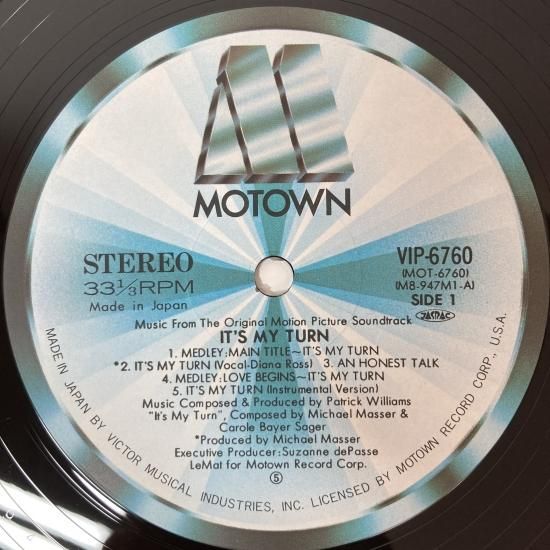 MOTOWN
STEREO
33⅓RPM
Made in Japan
VIP-6760
(MOT-6760)
(M8-947M1-A)
SIDE 1
JASRAC
Music From The Original Motion Picture Soundtrack
IT'S MY TURN
1. MEDLEY:MAIN TITLE~IT'S MY TURN
*2. IT'S MY TURN (Vocal-Diana Ross) 3. AN HONEST TALK
4. MEDLEY:LOVE BEGINS~IT'S MY TURN
5. IT'S MY TURN (Instrumental Version)
Music Composed & Produced by Patrick Williams
"It's My Turn", Composed by Michael Masser &
Carole Bayer Sager
*Produced by Michael Masser
Executive Producer:Suzanne dePasse
LeMat for Motown Record Corp.
⑤
MADE IN JAPAN BY VICTOR MUSICAL INDUSTRIES, INC. LICENSED BY MOTOWN RECORD CORP., U.S.A.